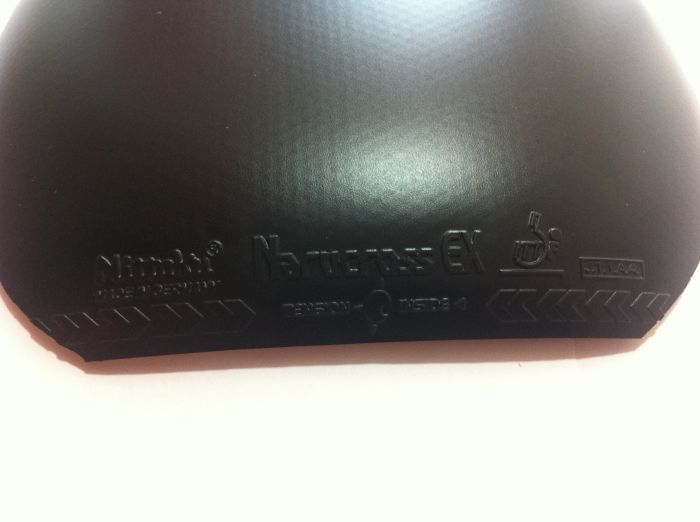 Nittaku® Narucross EX
MADE IN GERMANY
TENSION INSIDE